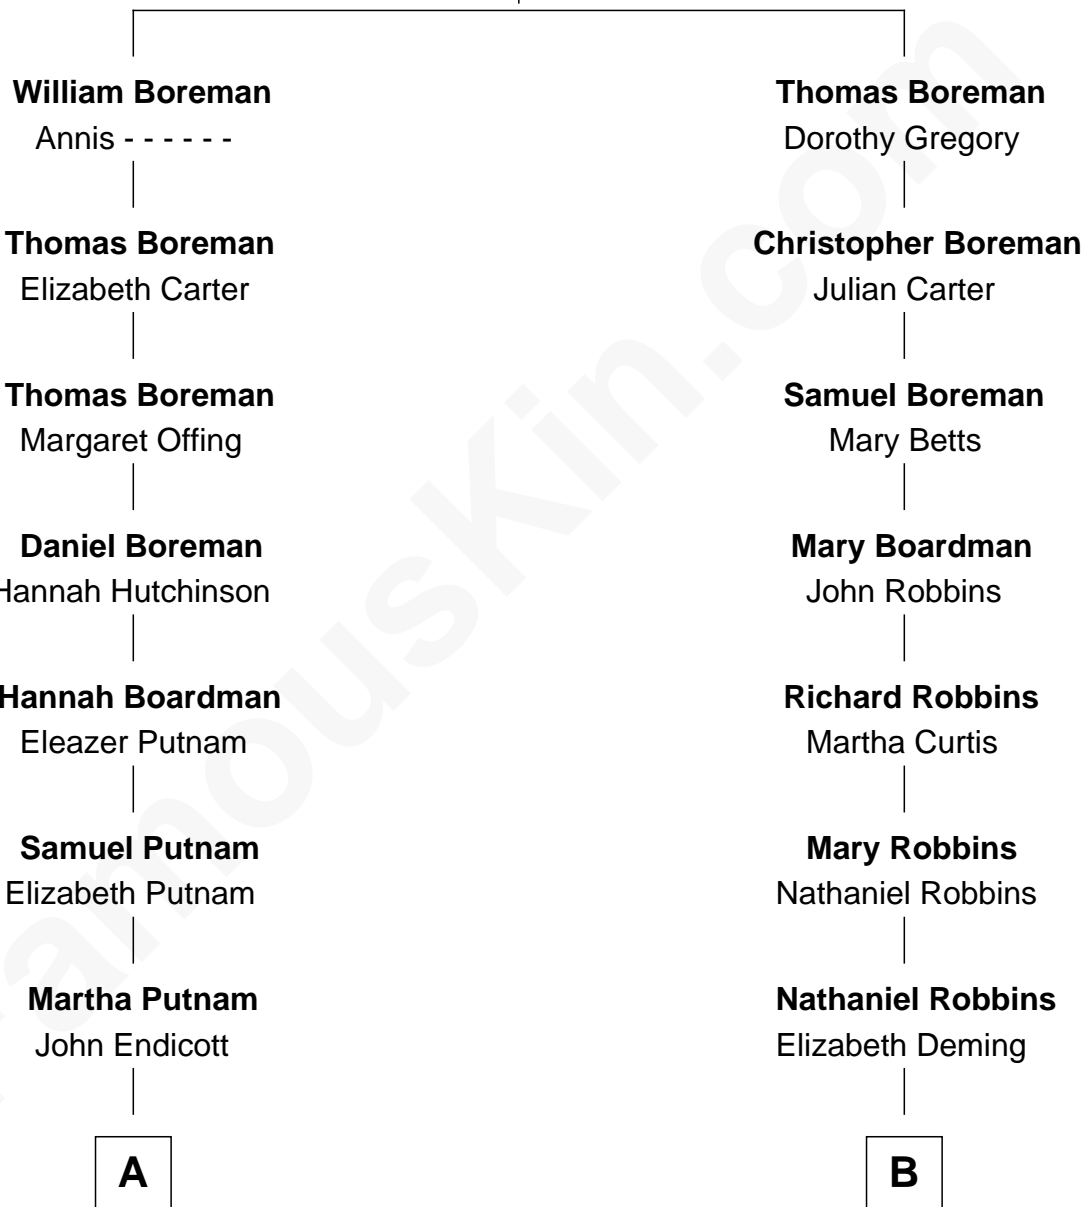 William Boreman
Annis - - - - - -
Thomas Boreman
Dorothy Gregory
Thomas Boreman
Elizabeth Carter
Christopher Boreman
Julian Carter
Thomas Boreman
Margaret Offing
Samuel Boreman
Mary Betts
Daniel Boreman
Hannah Hutchinson
Mary Boardman
John Robbins
Hannah Boardman
Eleazer Putnam
Richard Robbins
Martha Curtis
Samuel Putnam
Elizabeth Putnam
Mary Robbins
Nathaniel Robbins
Martha Putnam
John Endicott
Nathaniel Robbins
Elizabeth Deming
A
B
FamousKin.com